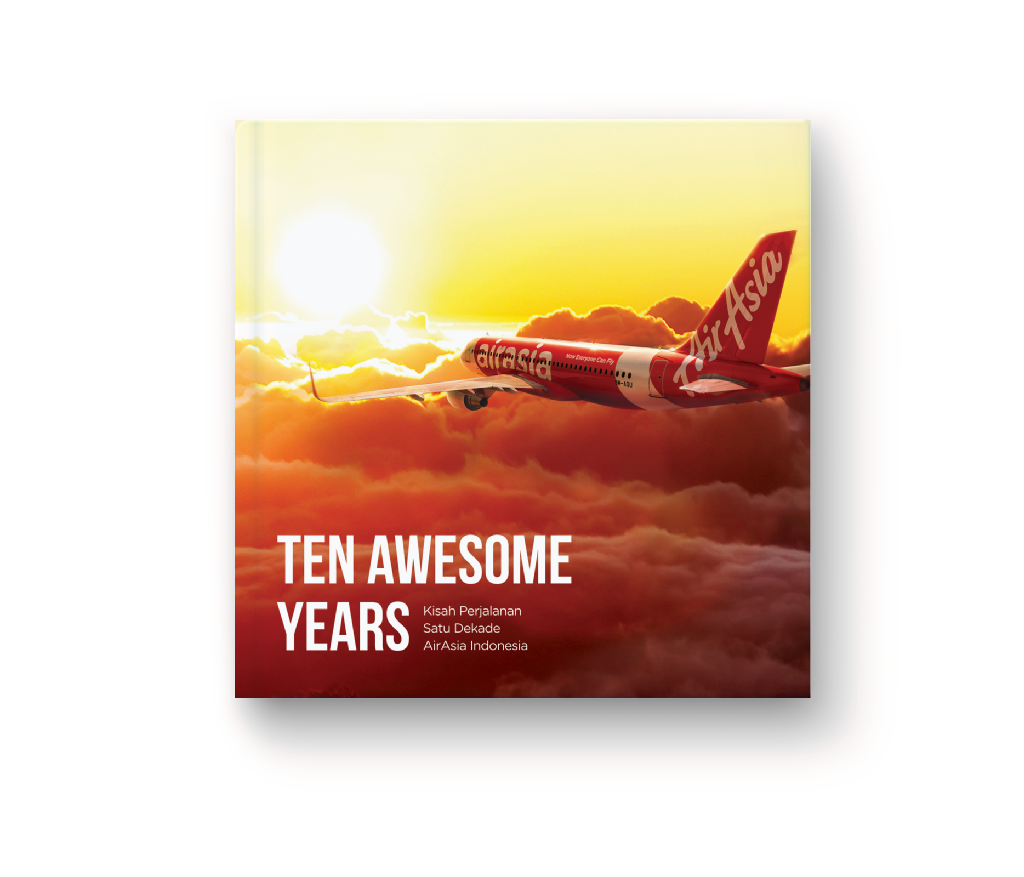 AirAsia
airasia
Now Everyone Can Fly
TEN AWESOME
YEARS
Kisah Perjalanan
Satu Dekade
AirAsia Indonesia